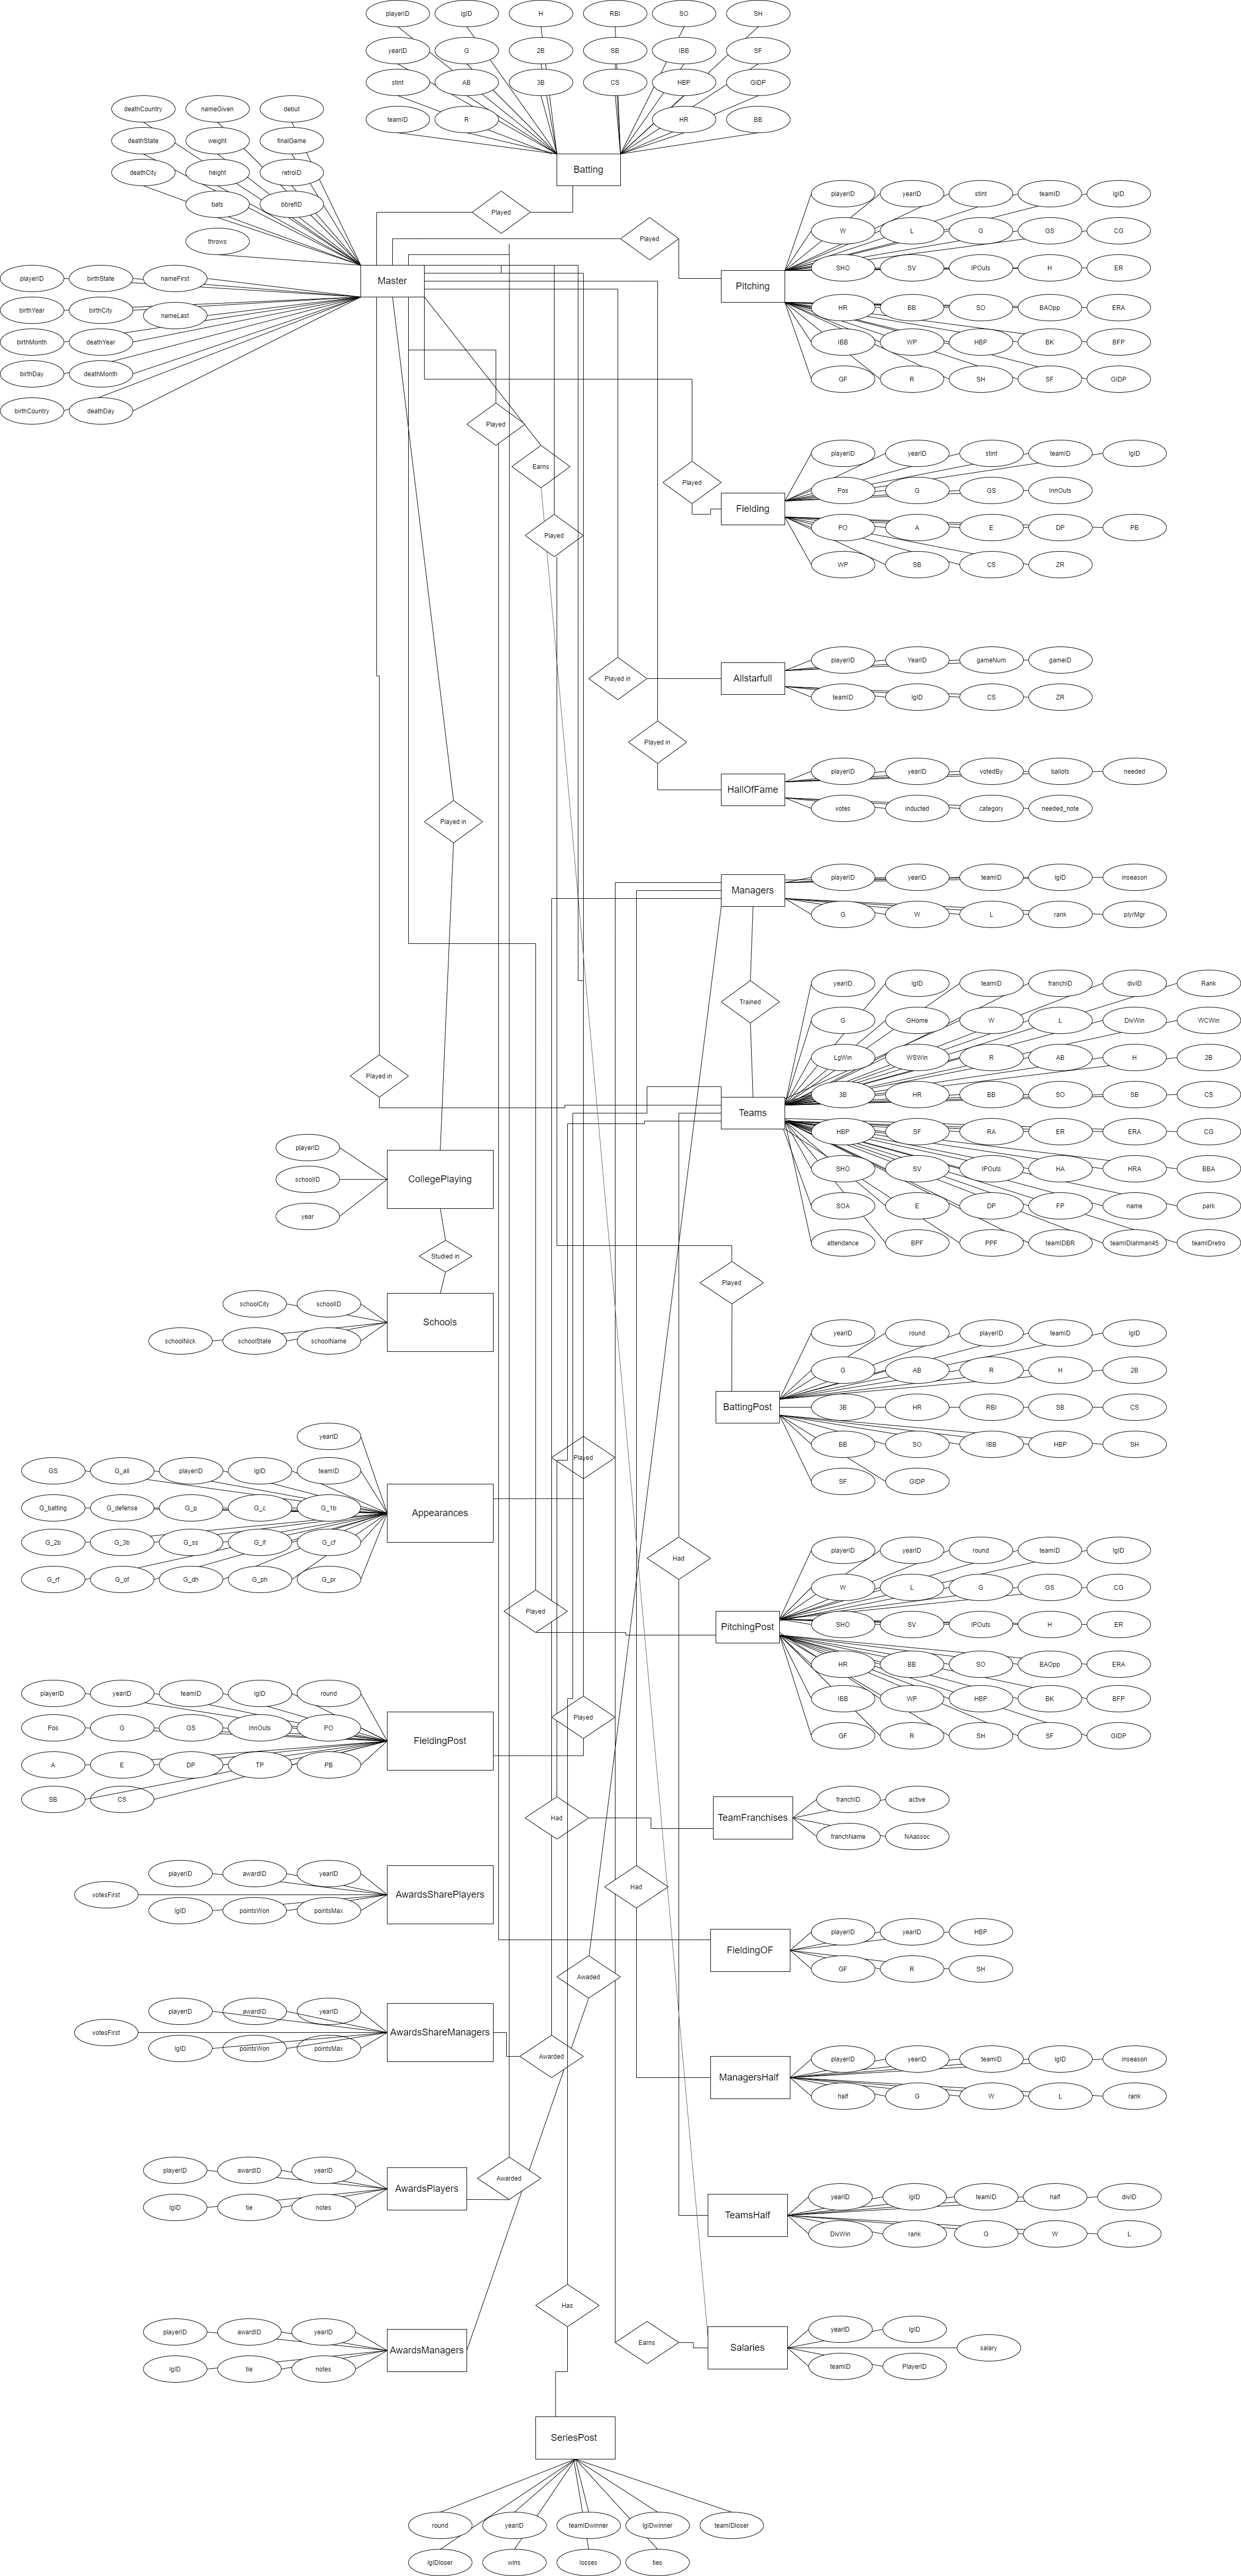 playerID lgID H RBI SO SH
yearID G 2B SB IBB SF
stint AB 3B CS HBP GIDP
teamID R HR BB
Batting
deathCountry nameGiven debut
deathState weight finalGame
deathCity height retroID
bats bbrefID
throws
Played
Played
playerID birthState nameFirst
Master
birthYear birthCity nameLast
birthMonth deathYear
birthDay deathMonth
birthCountry deathDay
playerID yearID stint teamID lgID
W L G GS CG
SHO SV IPOuts H ER
Pitching
HR BB SO BAOpp ERA
IBB WP HBP BK BFP
GF R SH SF GIDP
Played
Earns
Played
Played
playerID yearID stint teamID lgID
Pos G GS InnOuts
Fielding
PO A E DP PB
WP SB CS ZR
Played in
Allstarfull
playerID YearID gameNum gameID
teamID lgID CS ZR
Played in
HallOfFame
playerID yearID votedBy ballots needed
votes inducted category needed_note
Played in
Managers
playerID yearID teamID lgID inseason
G W L rank plyrMgr
Trained
yearID lgID teamID franchID divID Rank
G GHome W L DivWin WCWin
LgWin WSWin R AB H 2B
3B HR BB SO SB CS
Teams
HBP SF RA ER ERA CG
SHO SV IPOuts HA HRA BBA
SOA E DP FP name park
attendance BPF PPF teamIDBR teamIDlahman45 teamIDretro
Played in
playerID
schoolID
year
CollegePlaying
Studied in
schoolCity schoolID
schoolNick schoolState schoolName
Schools
Played
yearID round playerID teamID lgID
G AB R H 2B
BattingPost
3B HR RBI SB CS
BB SO IBB HBP SH
SF GIDP
yearID
GS G_all playerID lgID teamID
G_batting G_defense G_p G_c G_1b
Appearances
G_2b G_3b G_ss G_lf G_cf
G_rf G_of G_dh G_ph G_pr
Played
Had
Played
playerID yearID round teamID lgID
W L G GS CG
SHO SV IPOuts H ER
PitchingPost
HR BB SO BAOpp ERA
IBB WP HBP BK BFP
GF R SH SF GIDP
playerID yearID teamID lgID round
Pos G GS InnOuts PO
FieldingPost
A E DP TP PB
SB CS
Played
Had
TeamFranchises
franchID active
franchName NAassoc
playerID awardID yearID
votesFirst
lgID pointsWon pointsMax
AwardsSharePlayers
Had
FieldingOF
playerID yearID HBP
GF R SH
Awaded
playerID awardID yearID
votesFirst
lgID pointsWon pointsMax
AwardsShareManagers
Awarded
ManagersHalf
playerID yearID teamID lgID inseason
half G W L rank
playerID awardID yearID
lgID tie notes
AwardsPlayers
Awarded
TeamsHalf
yearID lgID teamID half divID
DivWin rank G W L
Has
playerID awardID yearID
lgID tie notes
AwardsManagers
Earns
Salaries
yearID lgID
salary
teamID PlayerID
SeriesPost
round yearID teamIDwinner lgIDwinner teamIDloser
lgIDloser wins losses ties